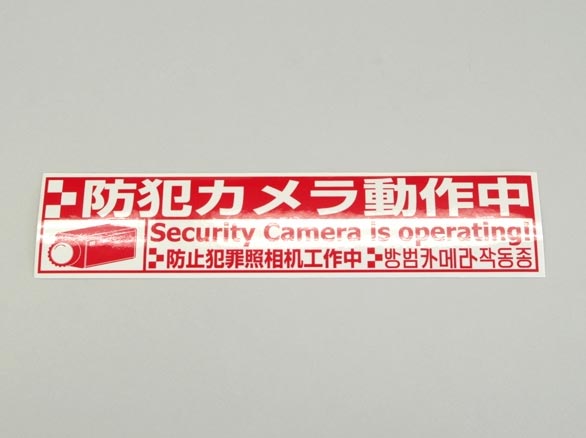 防犯カメラ動作中
Security Camera is operating!!
防止犯罪照相机工作中 방범카메라작동중